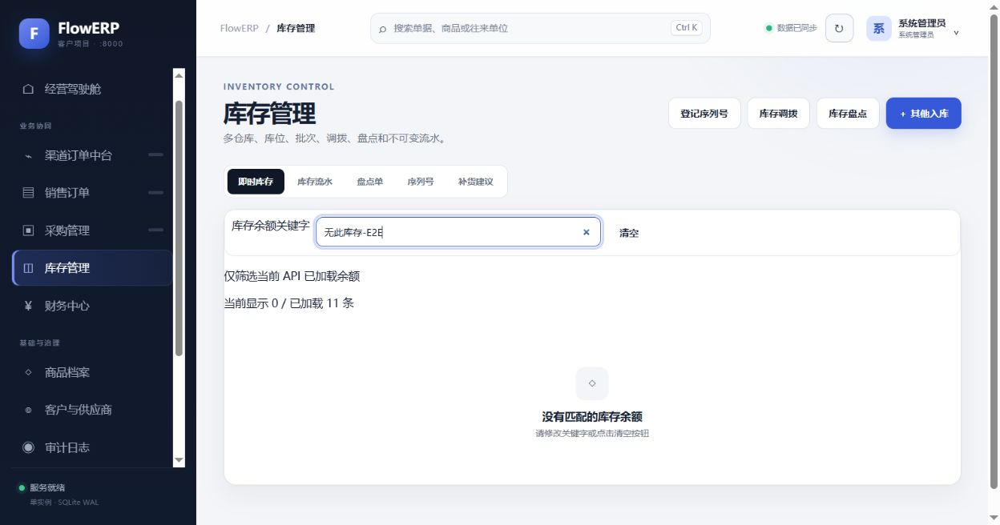 F
FlowERP
客户项目 · :8000
经营驾驶舱
业务协同
渠道订单中台
销售订单
采购管理
库存管理
¥ 财务中心
基础与治理
商品档案
客户与供应商
审计日志
服务就绪
单实例 · SQLite WAL
FlowERP / 库存管理
搜索单据、商品或往来单位
Ctrl K
数据已同步
系
系统管理员
系统管理员
INVENTORY CONTROL
库存管理
多仓库、库位、批次、调拨、盘点和不可变流水。
登记序列号
库存调拨
库存盘点
+ 其他入库
即时库存
库存流水
盘点单
序列号
补货建议
库存余额关键字
无此库存-E2E
清空
仅筛选当前 API 已加载余额
当前显示 0 / 已加载 11 条
没有匹配的库存余额
请修改关键字或点击清空按钮